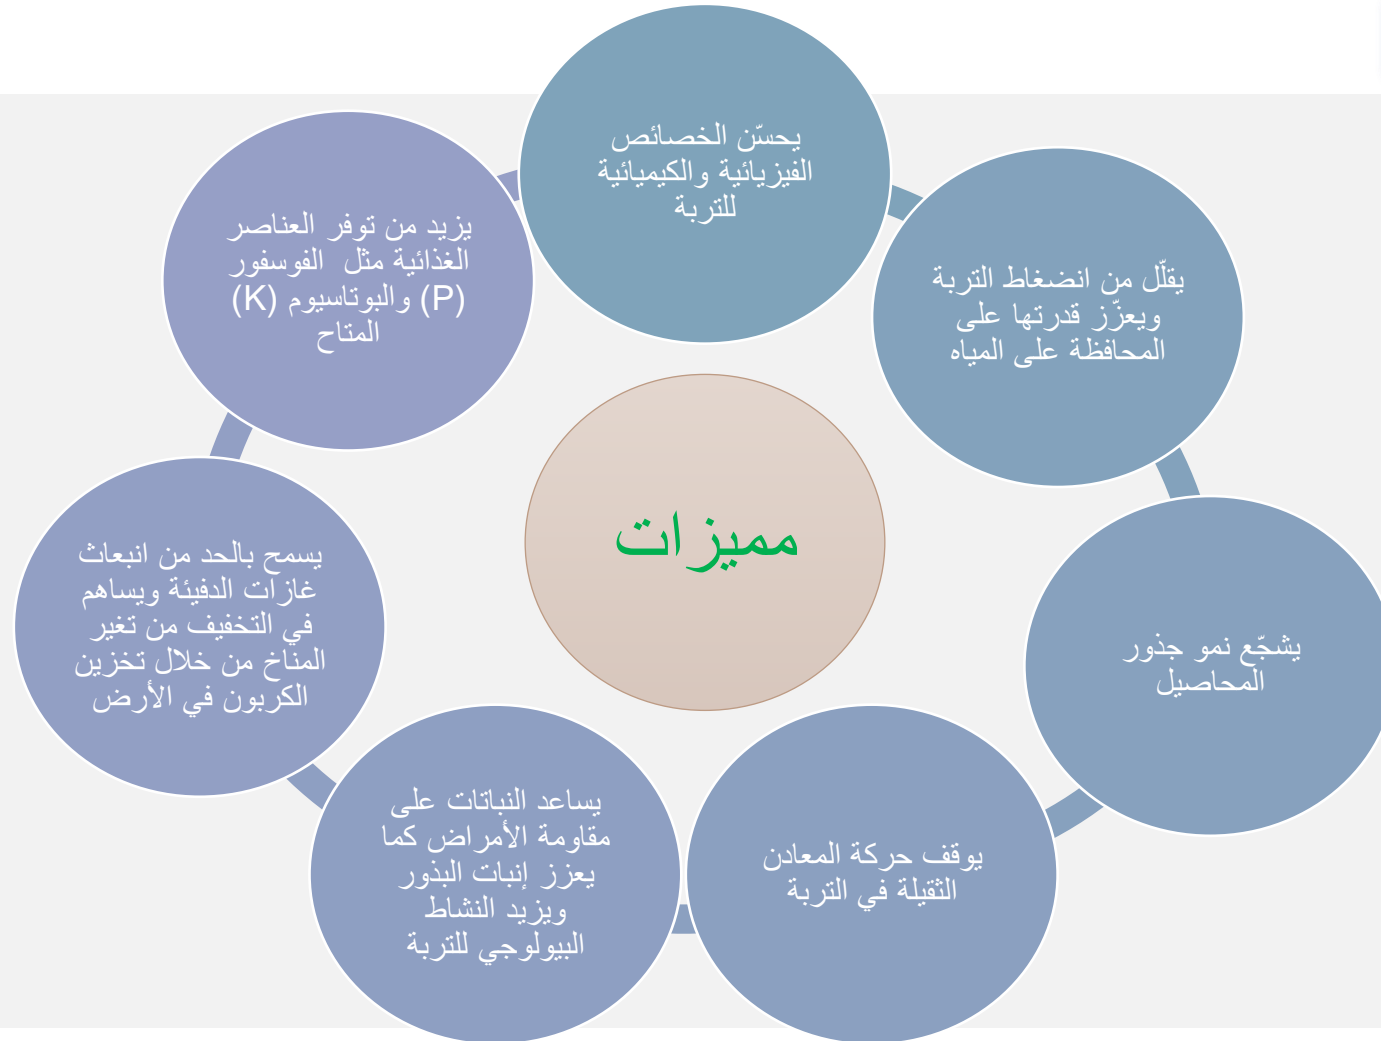 يحسّن الخصائص
الفيزيائية والكيميائية
للتربة
يقلّل من انضغاط التربة
ويعزّز قدرتها على
المحافظة على المياه
يشجّع نمو جذور
المحاصيل
يوقف حركة المعادن
الثقيلة في التربة
يساعد النباتات على
مقاومة الأمراض كما
يعزز إنبات البذور
ويزيد النشاط
البيولوجي للتربة
يسمح بالحد من انبعاث
غازات الدفيئة ويساهم
في التخفيف من تغير
المناخ من خلال تخزين
الكربون في الأرض
يزيد من توفر العناصر
الغذائية مثل الفوسفور
(P) والبوتاسيوم (K)
المتاح
مميزات